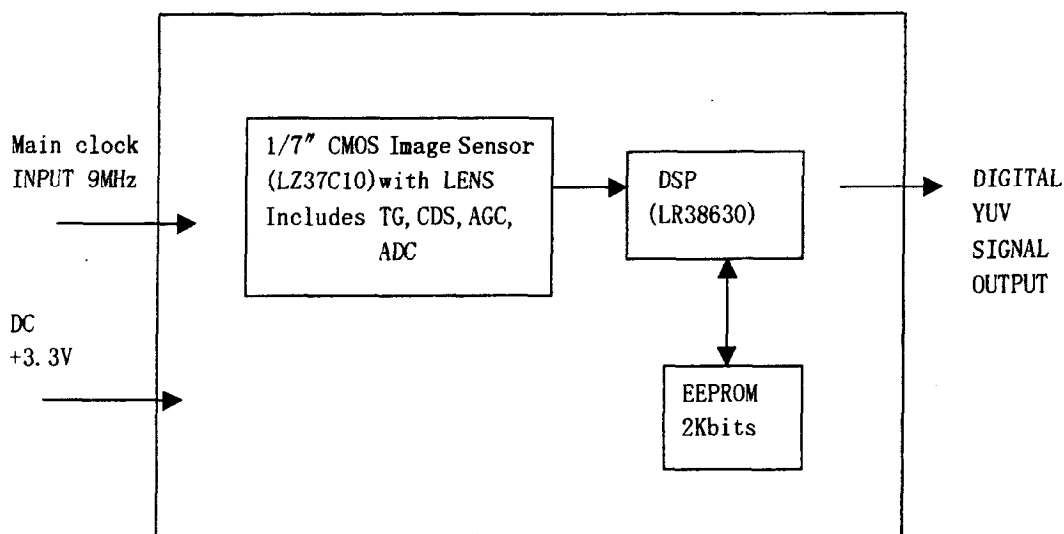 Main clock
INPUT 9MHz
DC
+3.3V
1/7″ CMOS Image Sensor
(LZ37C10)with LENS
Includes TG, CDS, AGC,
ADC
DSP
(LR38630)
EEPROM
2Kbits
DIGITAL
YUV
SIGNAL
OUTPUT